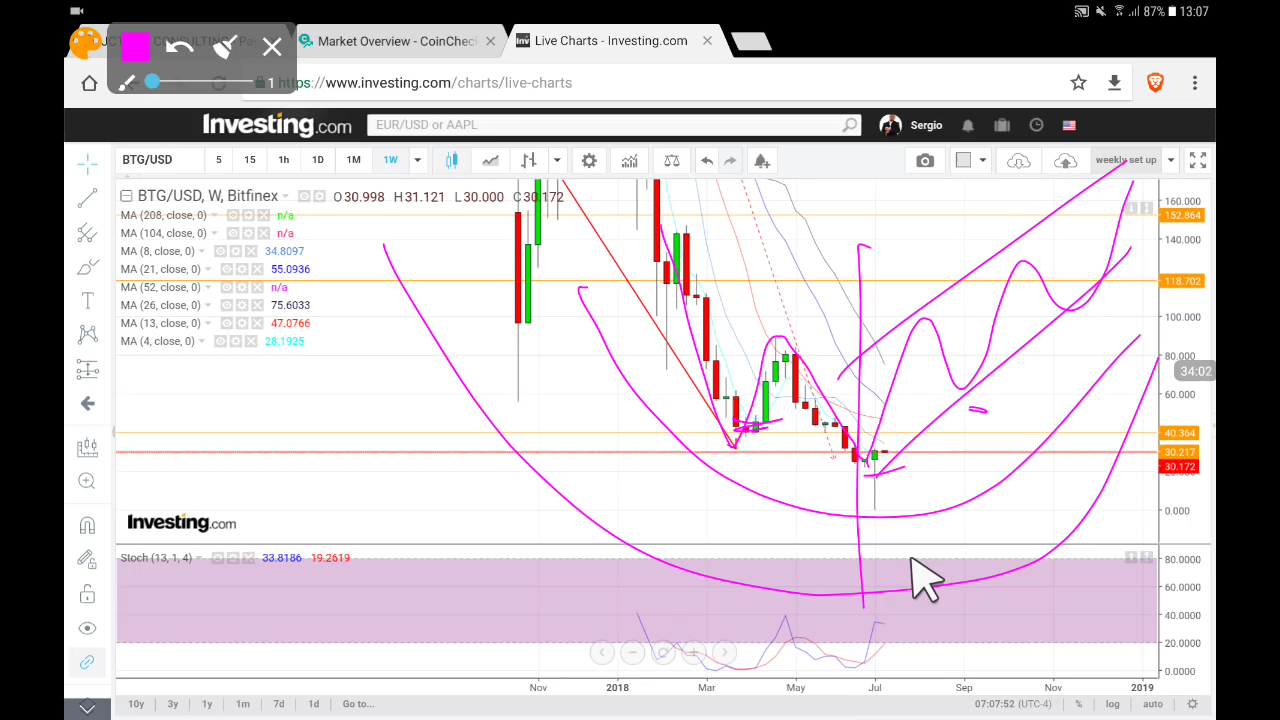 87% 13:07
Market Overview - CoinChec
Live Charts - Investing.com
1
https://www.investing.com/charts/live-charts
Investing.com
EUR/USD or AAPL
Sergio
BTG/USD 5 15 1h 1D 1M 1W
weekly set up
BTG/USD, W, Bitfinex O30.998 H31.121 L30.000 C30.172
MA (208, close, 0) n/a
MA (104, close, 0) n/a
MA (8, close, 0) 34.8097
MA (21, close, 0) 55.0936
MA (52, close, 0) n/a
MA (26, close, 0) 75.6033
MA (13, close, 0) 47.0766
MA (4, close, 0) 28.1925
160.000
152.864
140.000
118.702
100.000
80.000
34:02
60.000
40.364
30.217
30.172
0.000
Investing.com
Stoch (13, 1, 4) 33.8186 19.2619
80.0000
60.0000
40.0000
20.0000
0.0000
Nov 2018 Mar May Jul Sep Nov 2019
10y 3y 1y 1m 7d 1d Go to...
07:07:52 (UTC-4) % log auto